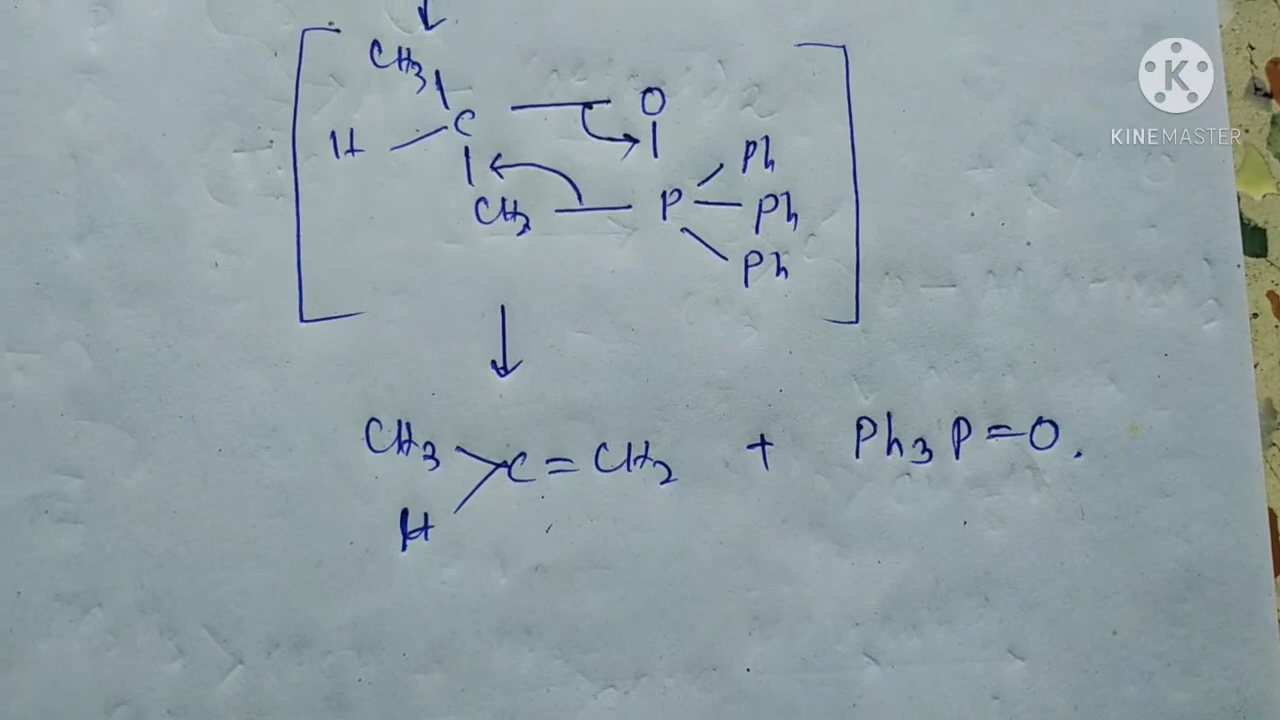 CH3
C — O
H
Ph
CH2 — P — Ph
Ph
CH3
C=CH2 + Ph3P=O.
H
K
KINEMASTER